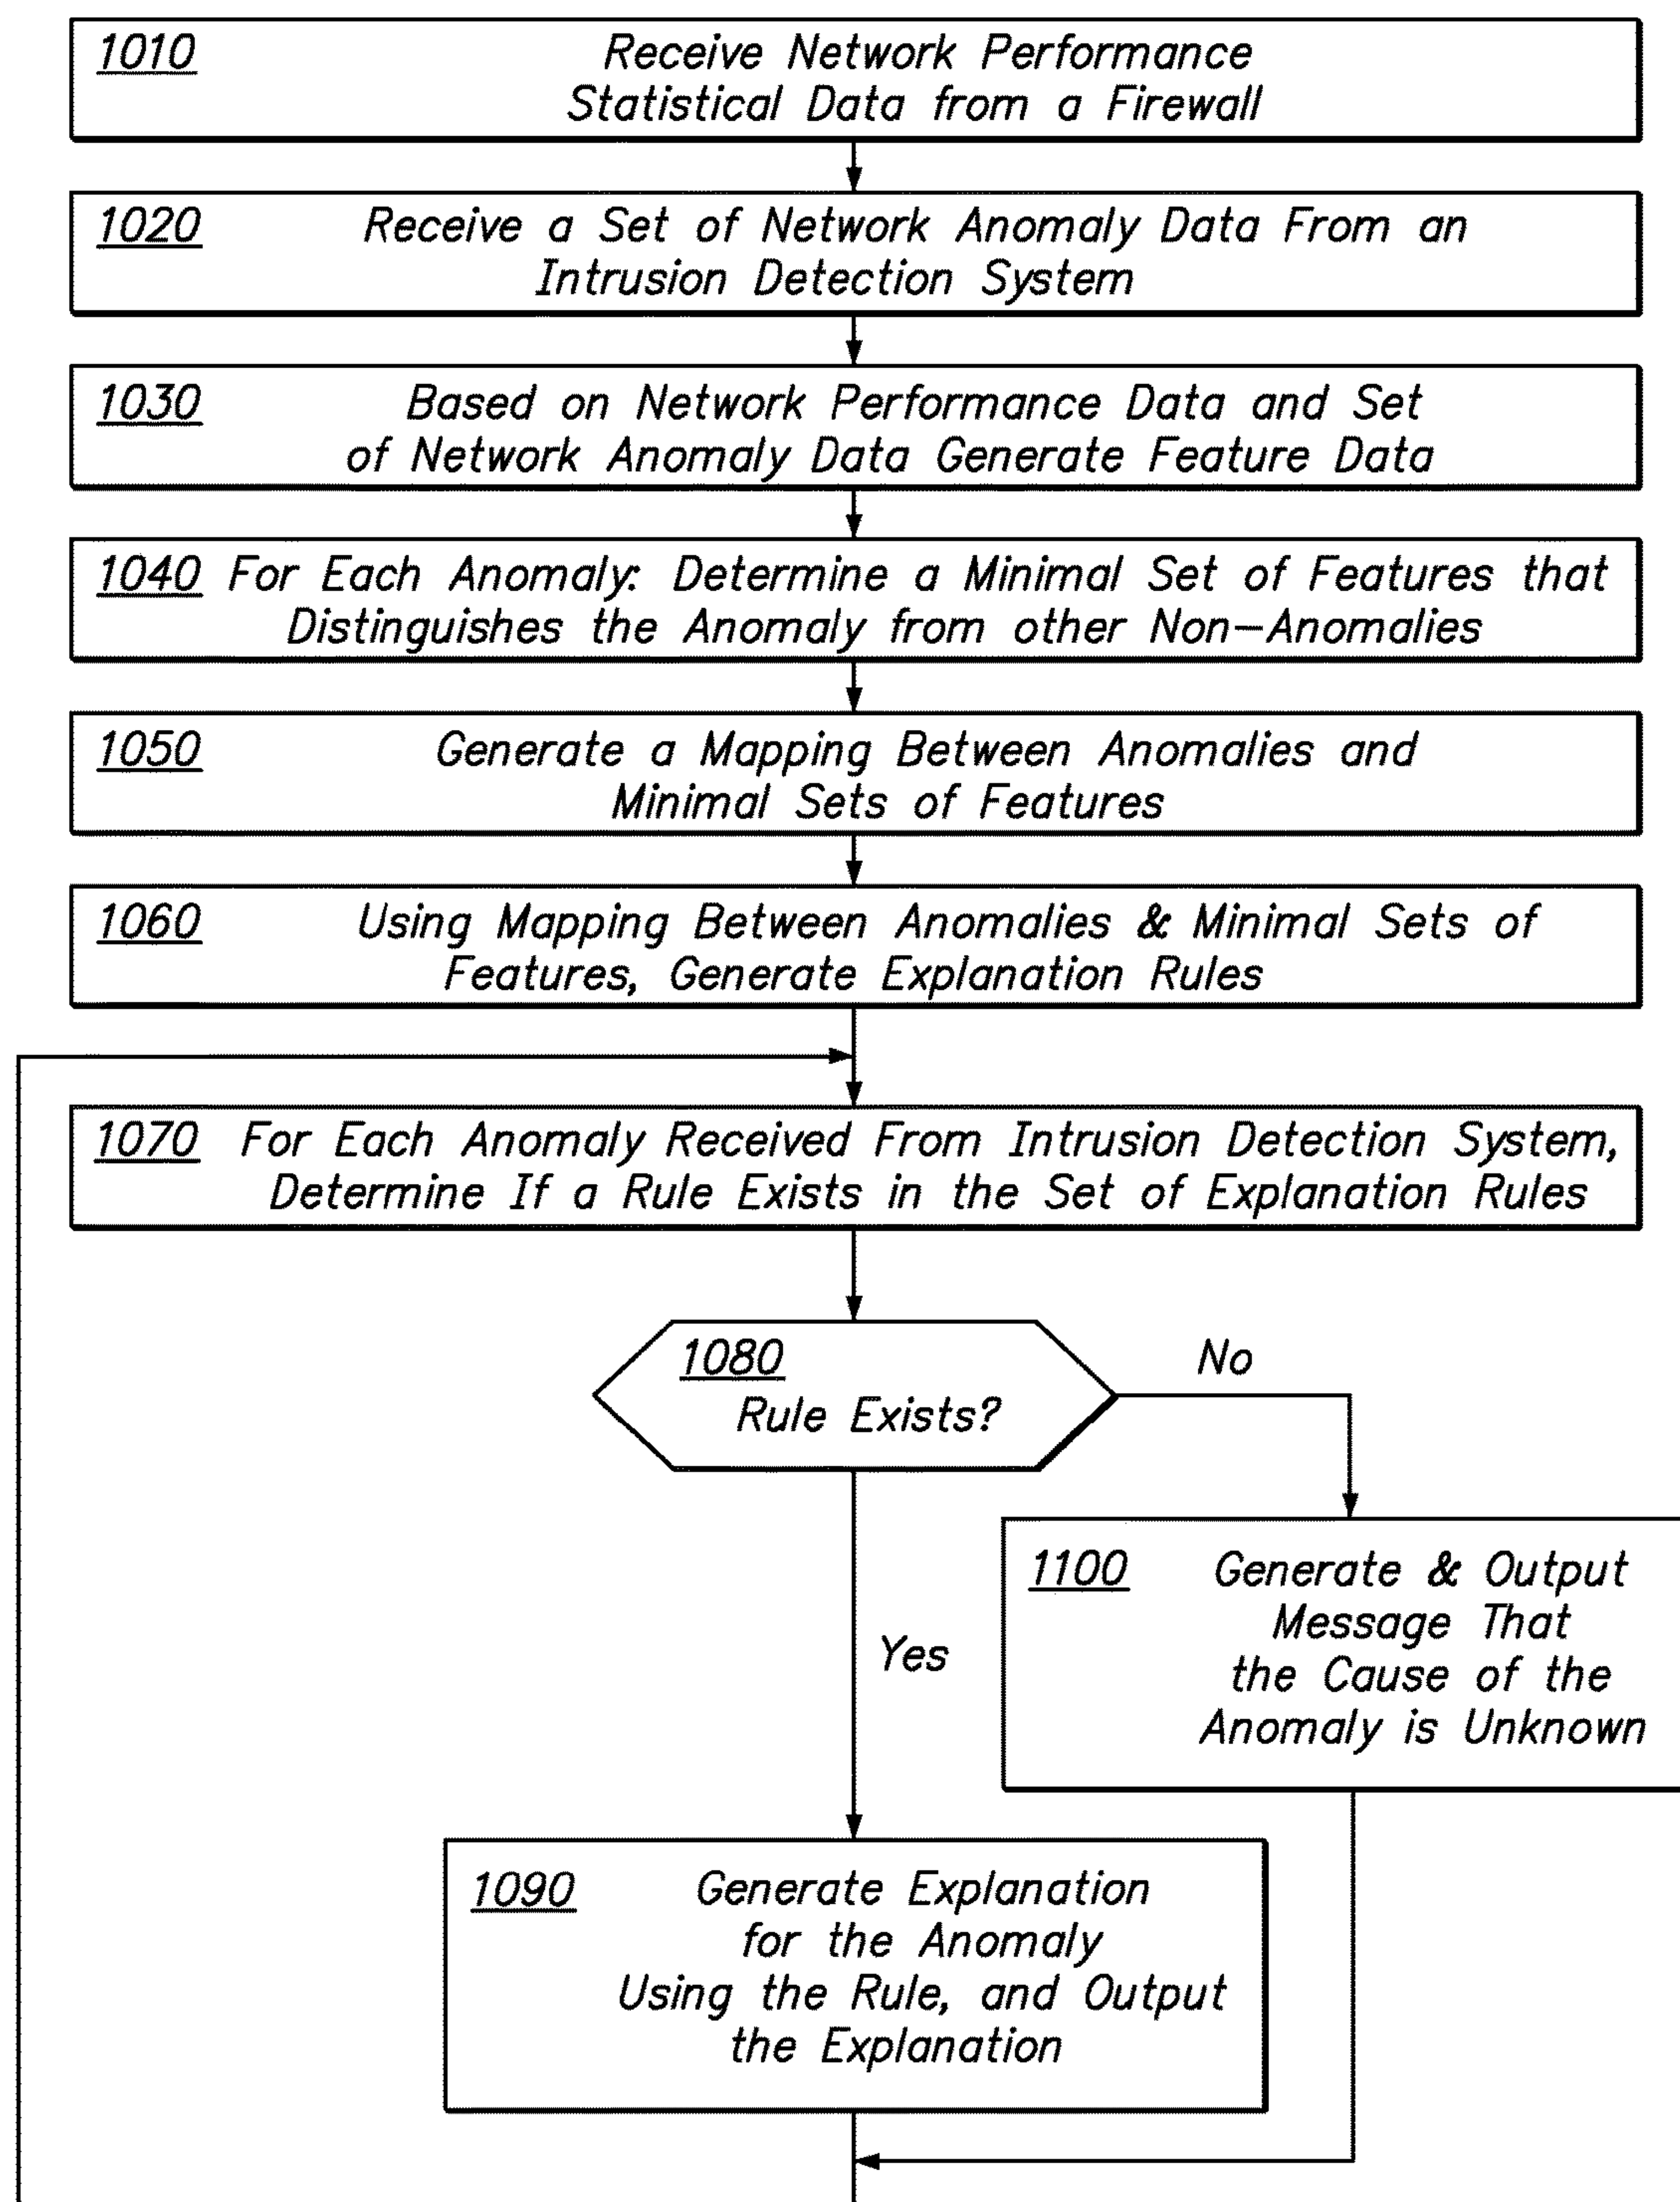 1010 Receive Network Performance
Statistical Data from a Firewall
1020 Receive a Set of Network Anomaly Data From an
Intrusion Detection System
1030 Based on Network Performance Data and Set
of Network Anomaly Data Generate Feature Data
1040 For Each Anomaly: Determine a Minimal Set of Features that
Distinguishes the Anomaly from other Non-Anomalies
1050 Generate a Mapping Between Anomalies and
Minimal Sets of Features
1060 Using Mapping Between Anomalies & Minimal Sets of
Features, Generate Explanation Rules
1070 For Each Anomaly Received From Intrusion Detection System,
Determine If a Rule Exists in the Set of Explanation Rules
1080
Rule Exists?
No
1100 Generate & Output
Message That
the Cause of the
Anomaly is Unknown
Yes
1090 Generate Explanation
for the Anomaly
Using the Rule, and Output
the Explanation